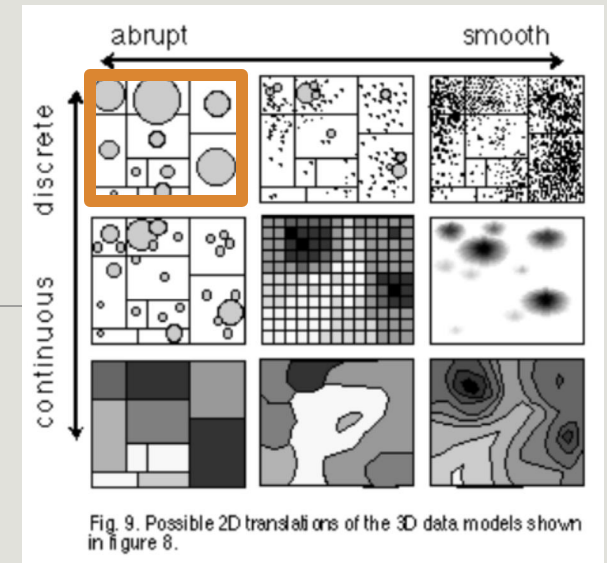 abrupt smooth
discrete
continuous
Fig. 9. Possible 2D translations of the 3D data models shown
in figure 8.